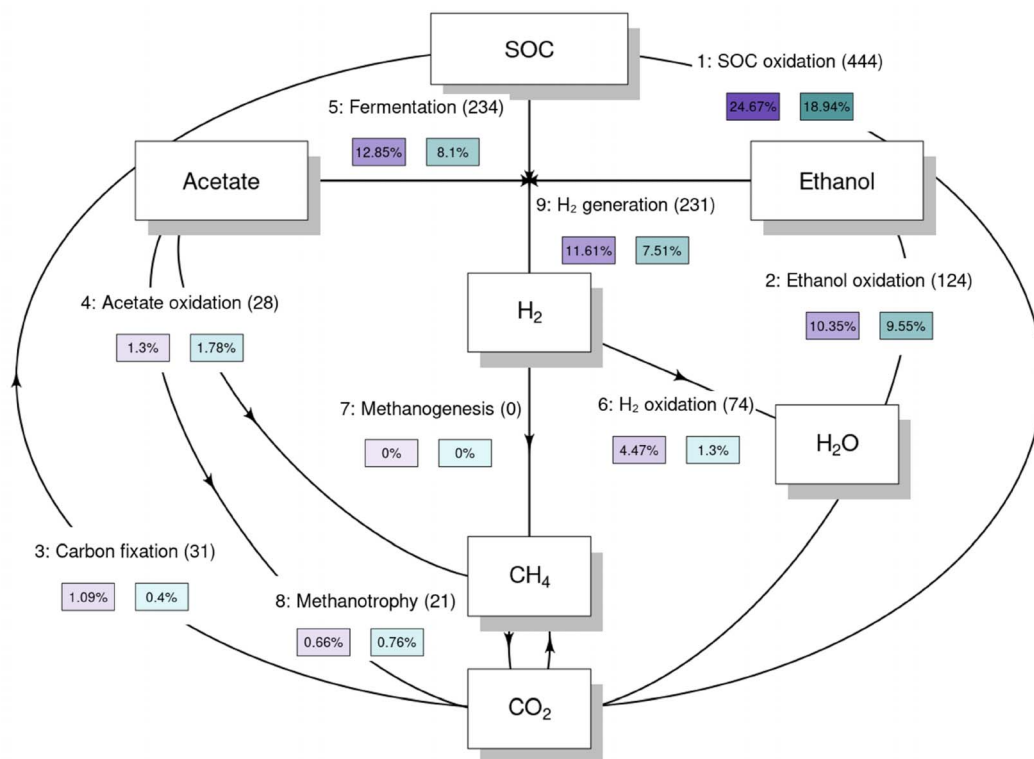 SOC
1: SOC oxidation (444)
24.67% 18.94%
5: Fermentation (234)
12.85% 8.1%
Acetate
Ethanol
9: H₂ generation (231)
11.61% 7.51%
2: Ethanol oxidation (124)
10.35% 9.55%
4: Acetate oxidation (28)
1.3% 1.78%
H₂
7: Methanogenesis (0)
0% 0%
6: H₂ oxidation (74)
4.47% 1.3%
H₂O
3: Carbon fixation (31)
1.09% 0.4%
CH₄
8: Methanotrophy (21)
0.66% 0.76%
CO₂